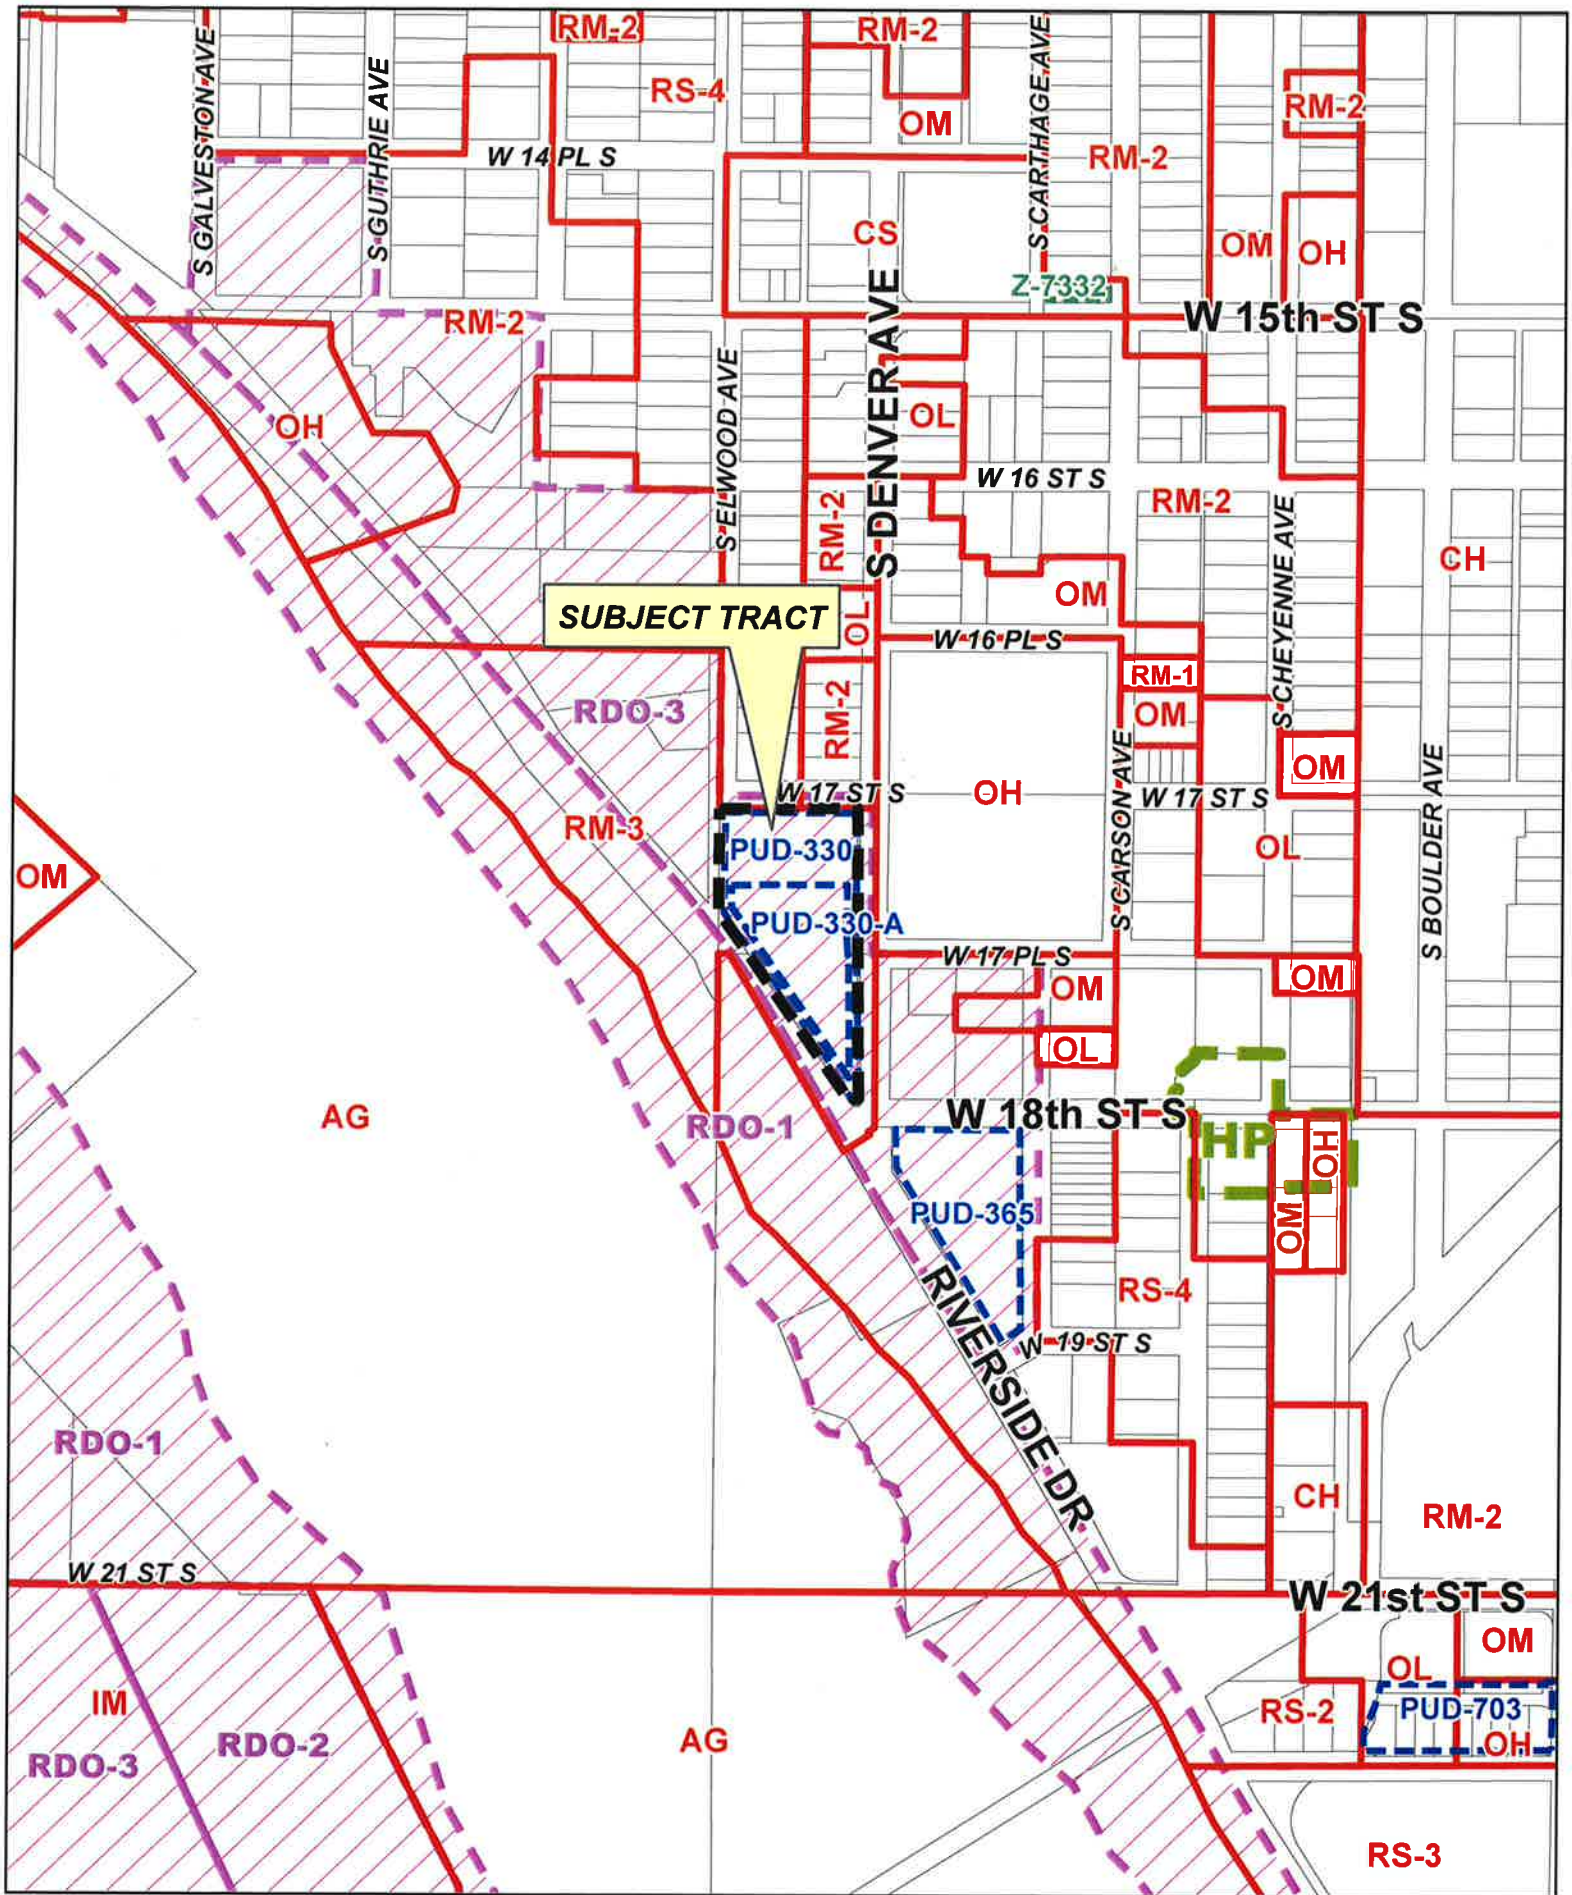 RM-2
RM-2
S GALVESTON AVE
S GUTHRIE AVE
RS-4
S CARTHAGE AVE
RM-2
OM
W 14 PL S
RM-2
CS
OM
OH
Z-7332
RM-2
W 15th ST S
S ELWOOD AVE
S DENVER AVE
OH
OL
W 16 ST S
RM-2
RM-2
S CHEYENNE AVE
CH
OM
SUBJECT TRACT
OL
W 16 PL S
RM-1
RDO-3
RM-2
OM
S CARSON AVE
OM
S BOULDER AVE
W 17 ST S
OH
W 17 ST S
RM-3
PUD-330
OL
OM
PUD-330-A
W 17 PL S
OM
OM
OL
AG
RDO-1
W 18th ST S
HP
OH
PUD-365
OM
RS-4
RIVERSIDE DR
W 19 ST S
RDO-1
CH
RM-2
W 21 ST S
W 21st ST S
OM
OL
IM
RDO-2
AG
RS-2
PUD-703
OH
RDO-3
RS-3